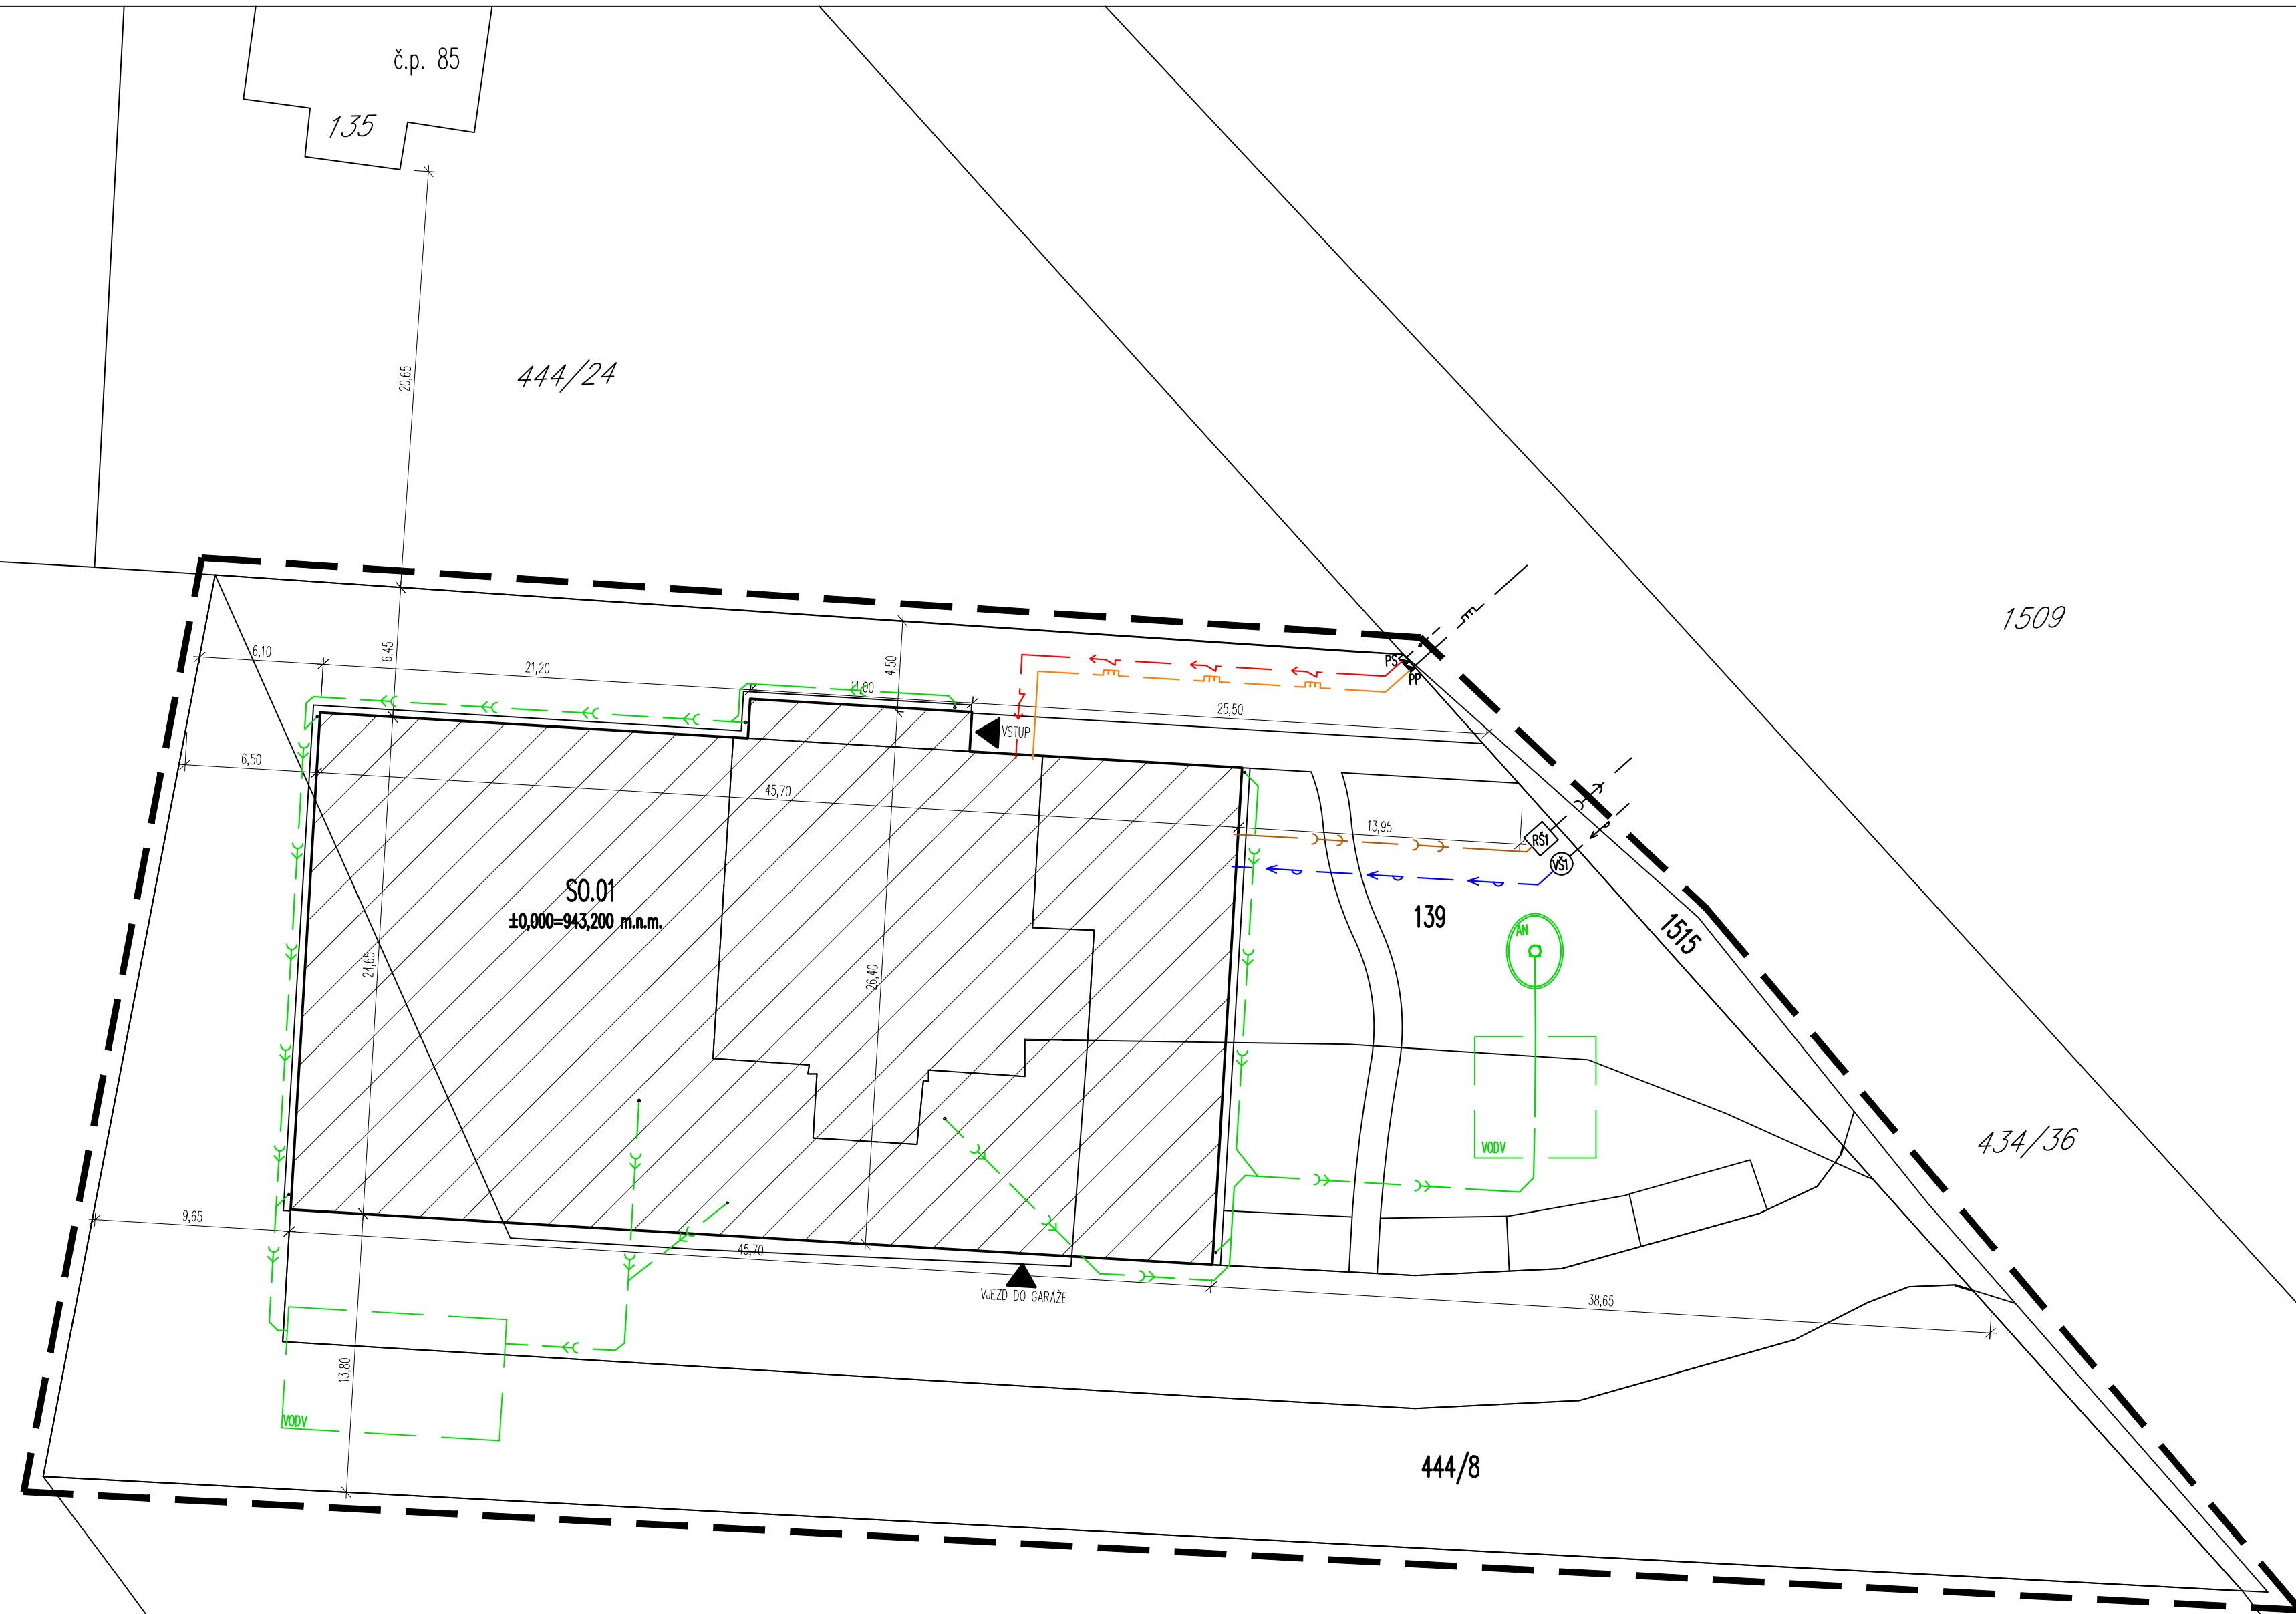 č.p. 85
135
20,65
444/24
1509
6,10
21,20
6,45
4,50
11,00
25,50
PS
PP
VSTUP
6,50
45,70
13,95
RŠ1
VŠ1
S0.01
±0,000=943,200 m.n.m.
139
1515
AN
24,65
26,40
434/36
VODV
9,65
45,70
VJEZD DO GARÁŽE
38,65
13,80
VODV
444/8